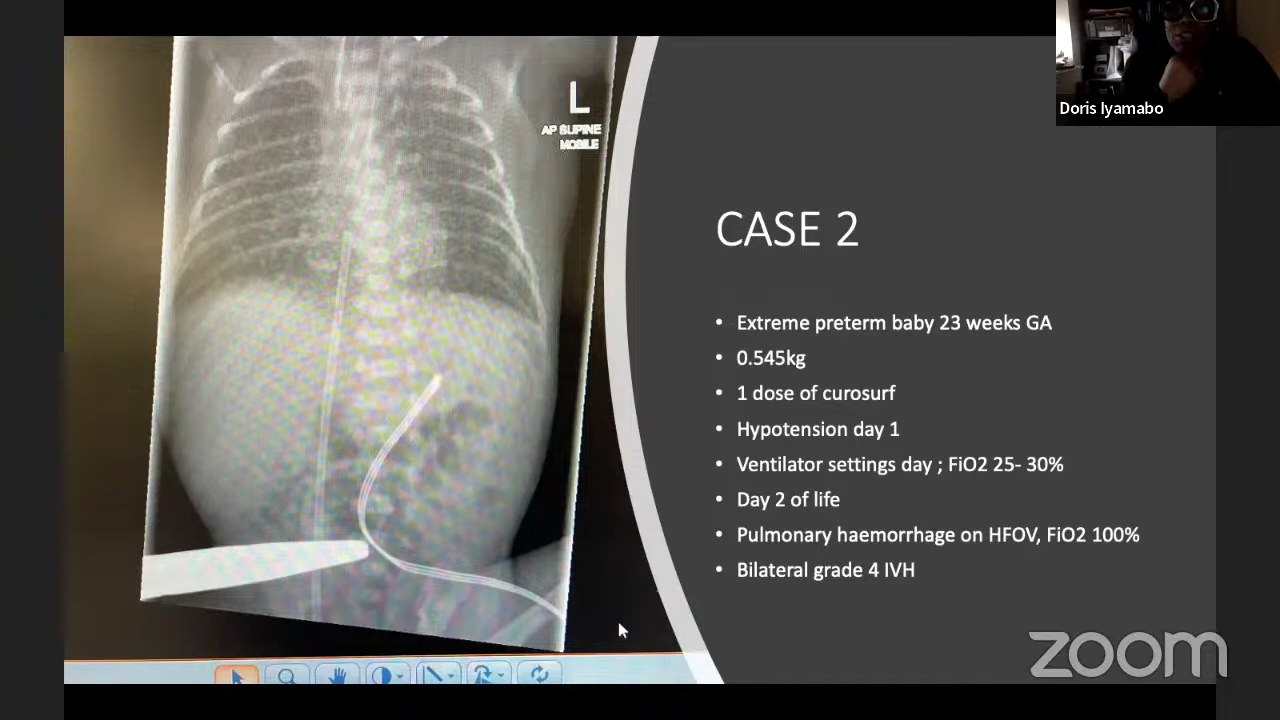 Doris Iyamabo
L
AP SUPINE
MOBILE
CASE 2
• Extreme preterm baby 23 weeks GA
• 0.545kg
• 1 dose of curosurf
• Hypotension day 1
• Ventilator settings day ; FiO2 25- 30%
• Day 2 of life
• Pulmonary haemorrhage on HFOV, FiO2 100%
• Bilateral grade 4 IVH
zoom